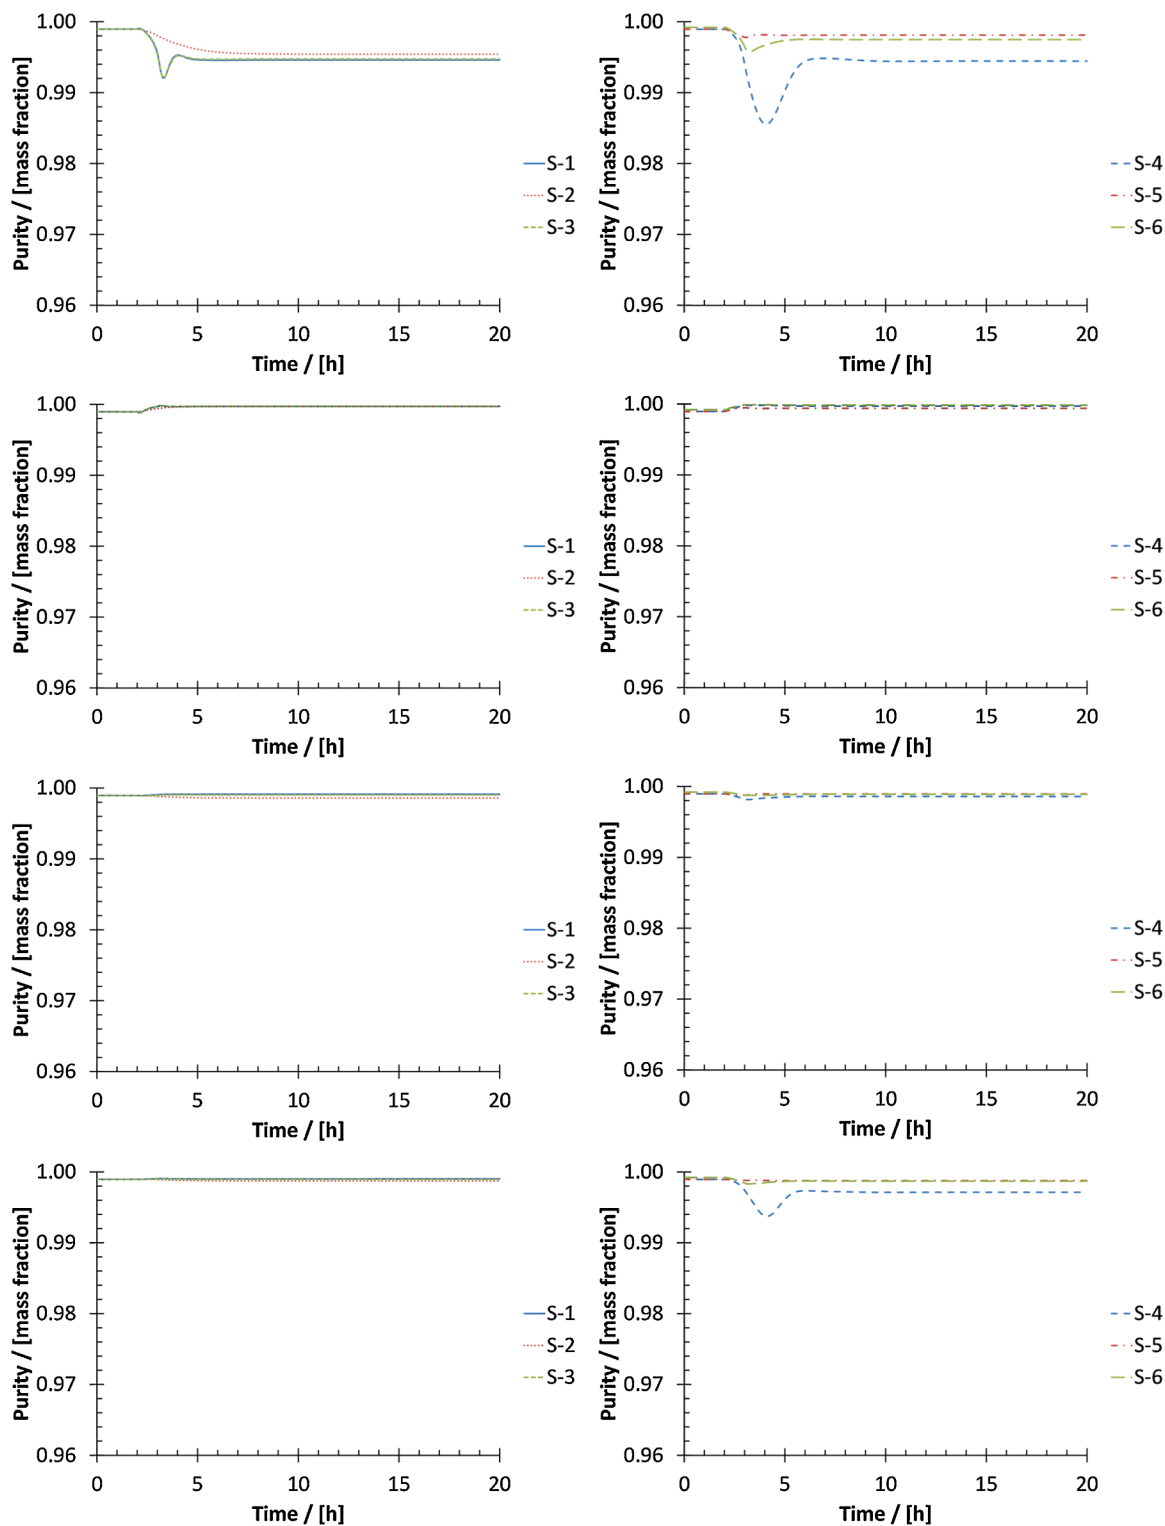 Purity / [mass fraction]
1.00
0.99
0.98
0.97
0.96
0 5 10 15 20
Time / [h]
S-1
S-2
S-3
Purity / [mass fraction]
1.00
0.99
0.98
0.97
0.96
0 5 10 15 20
Time / [h]
S-4
S-5
S-6
Purity / [mass fraction]
1.00
0.99
0.98
0.97
0.96
0 5 10 15 20
Time / [h]
S-1
S-2
S-3
Purity / [mass fraction]
1.00
0.99
0.98
0.97
0.96
0 5 10 15 20
Time / [h]
S-4
S-5
S-6
Purity / [mass fraction]
1.00
0.99
0.98
0.97
0.96
0 5 10 15 20
Time / [h]
S-1
S-2
S-3
Purity / [mass fraction]
1.00
0.99
0.98
0.97
0.96
0 5 10 15 20
Time / [h]
S-4
S-5
S-6
Purity / [mass fraction]
1.00
0.99
0.98
0.97
0.96
0 5 10 15 20
Time / [h]
S-1
S-2
S-3
Purity / [mass fraction]
1.00
0.99
0.98
0.97
0.96
0 5 10 15 20
Time / [h]
S-4
S-5
S-6